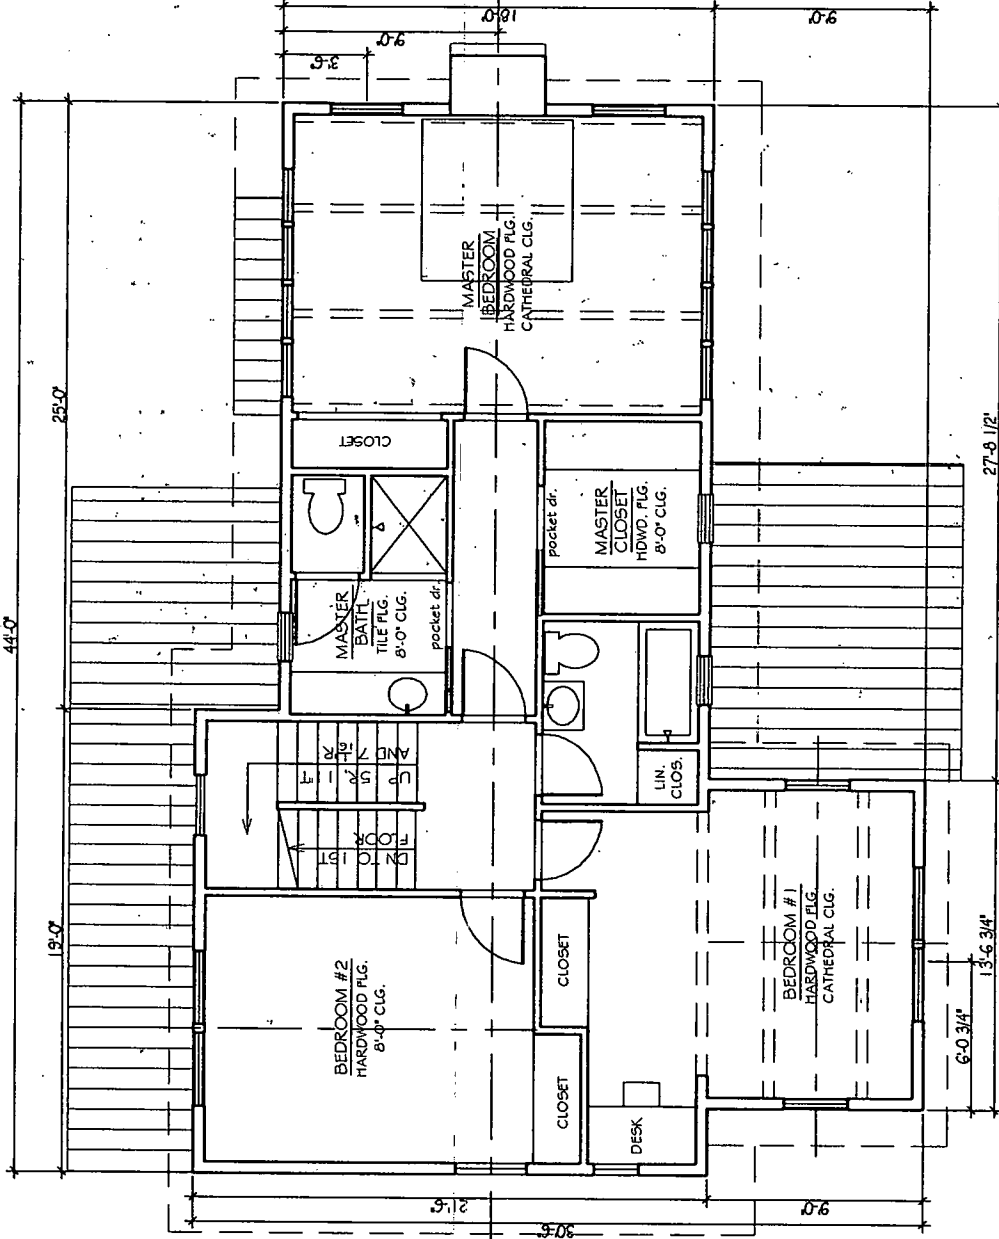 18'-0"
9'-0"
9'-0"
3'-6"
MASTER
BEDROOM
HARDWOOD FLG.
CATHEDRAL CLG.
25'-0"
44'-0"
19'-0"
CLOSET
MASTER
CLOSET
HDWD. FLG.
8'-0" CLG.
pocket dr.
MASTER
BATH
TILE FLG.
8'-0" CLG.
pocket dr.
27'-8 1/2"
UP 5 R, 1 T
AND 7
R
DN TO 1ST
FLOOR
LIN.
CLOS.
BEDROOM #2
HARDWOOD FLG.
8'-0" CLG.
CLOSET
CLOSET
DESK
BEDROOM #1
HARDWOOD FLG.
CATHEDRAL CLG.
13'-6 3/4"
6'-0 3/4"
21'-6"
9'-0"
30'-6"